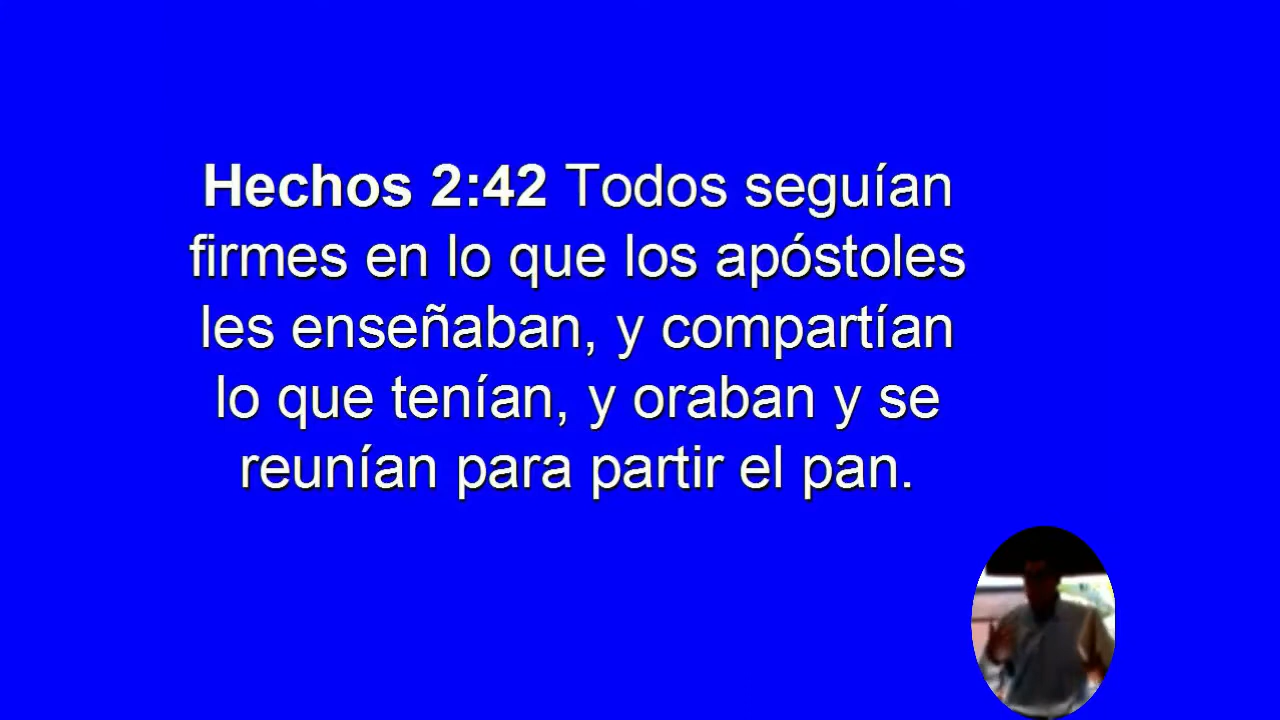 Hechos 2:42 Todos seguían
firmes en lo que los apóstoles
les enseñaban, y compartían
lo que tenían, y oraban y se
reunían para partir el pan.